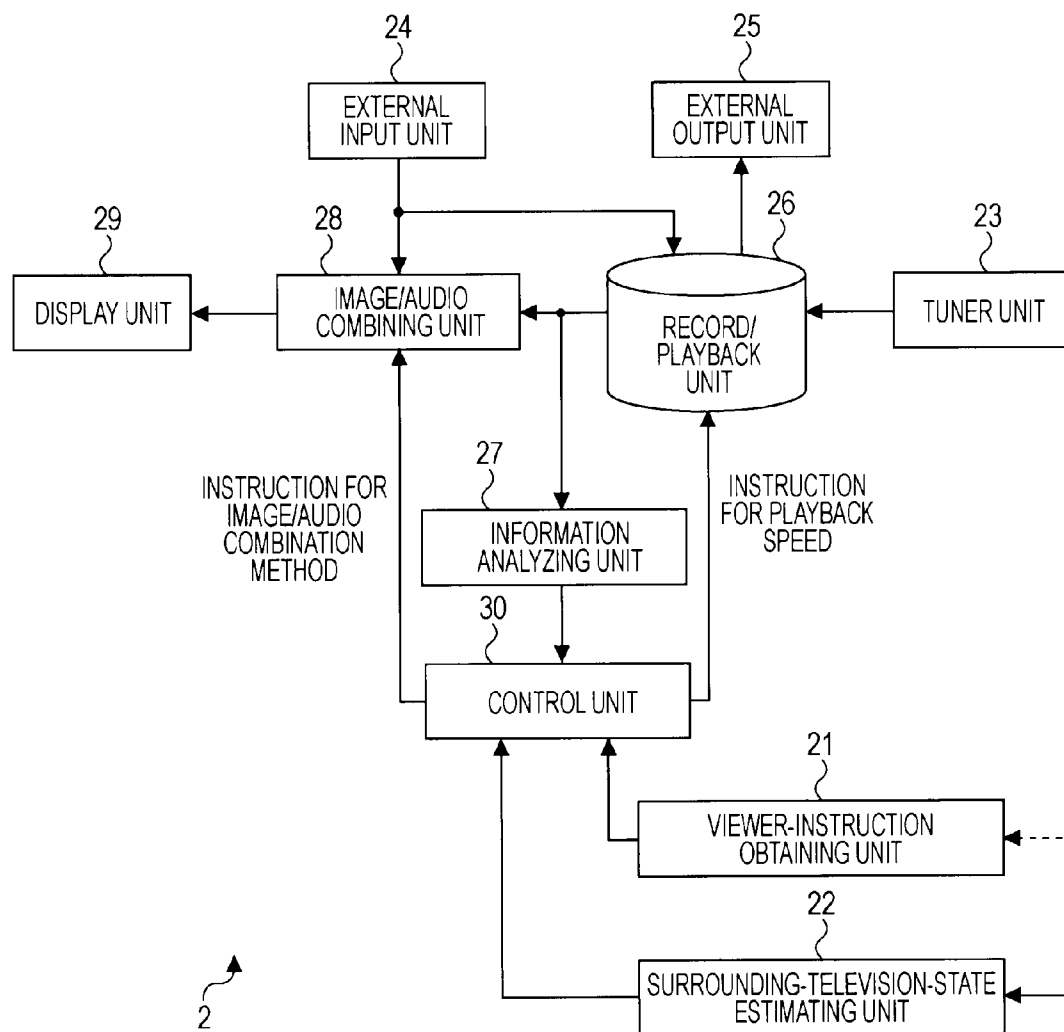 24
EXTERNAL
INPUT UNIT
25
EXTERNAL
OUTPUT UNIT
29
DISPLAY UNIT
28
IMAGE/AUDIO
COMBINING UNIT
26
RECORD/
PLAYBACK
UNIT
23
TUNER UNIT
INSTRUCTION FOR
IMAGE/AUDIO
COMBINATION
METHOD
27
INFORMATION
ANALYZING UNIT
INSTRUCTION
FOR PLAYBACK
SPEED
30
CONTROL UNIT
21
VIEWER-INSTRUCTION
OBTAINING UNIT
22
SURROUNDING-TELEVISION-STATE
ESTIMATING UNIT
2